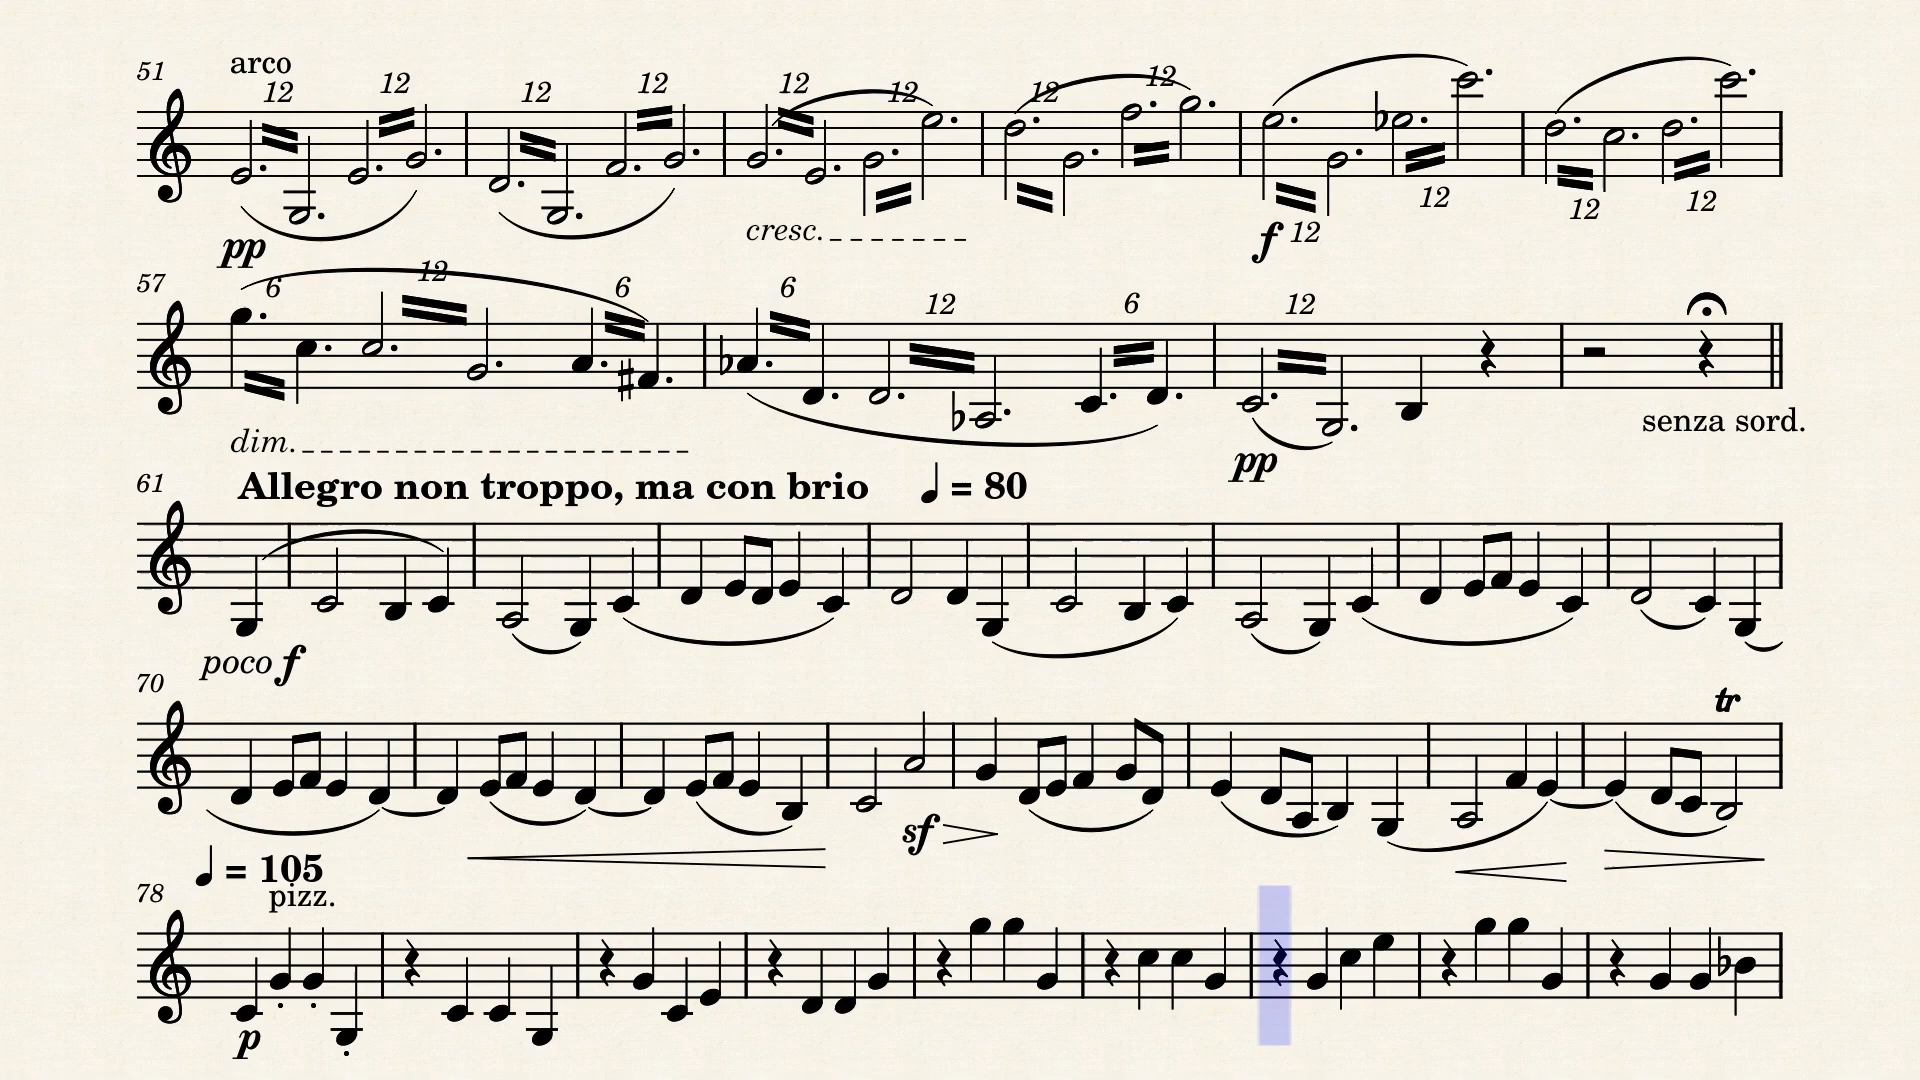 51
arco
12 12 12 12 12 12 12 12
12 12
12 12
pp
cresc.
f
57
6 12 6 6 12 6 12
dim.
senza sord.
pp
61
Allegro non troppo, ma con brio = 80
poco f
70
tr
sf
= 105
78
pizz.
p